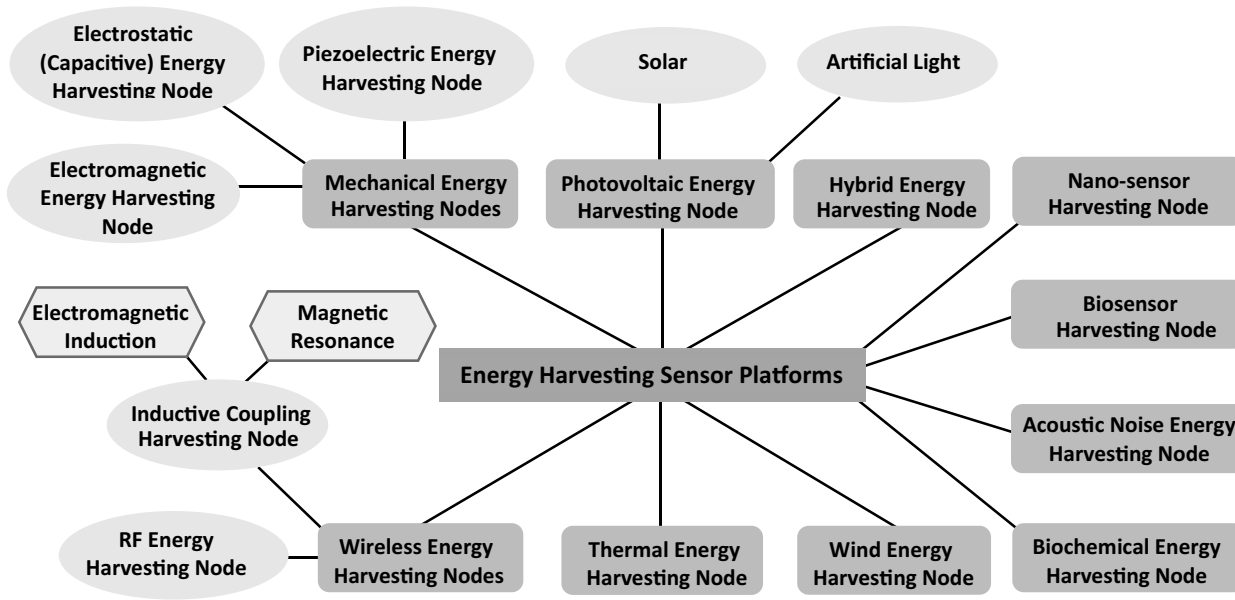 Electrostatic
(Capacitive) Energy
Harvesting Node
Piezoelectric Energy
Harvesting Node
Solar
Artificial Light
Electromagnetic
Energy Harvesting
Node
Mechanical Energy
Harvesting Nodes
Photovoltaic Energy
Harvesting Node
Hybrid Energy
Harvesting Node
Nano-sensor
Harvesting Node
Electromagnetic
Induction
Magnetic
Resonance
Biosensor
Harvesting Node
Energy Harvesting Sensor Platforms
Inductive Coupling
Harvesting Node
Acoustic Noise Energy
Harvesting Node
RF Energy
Harvesting Node
Wireless Energy
Harvesting Nodes
Thermal Energy
Harvesting Node
Wind Energy
Harvesting Node
Biochemical Energy
Harvesting Node